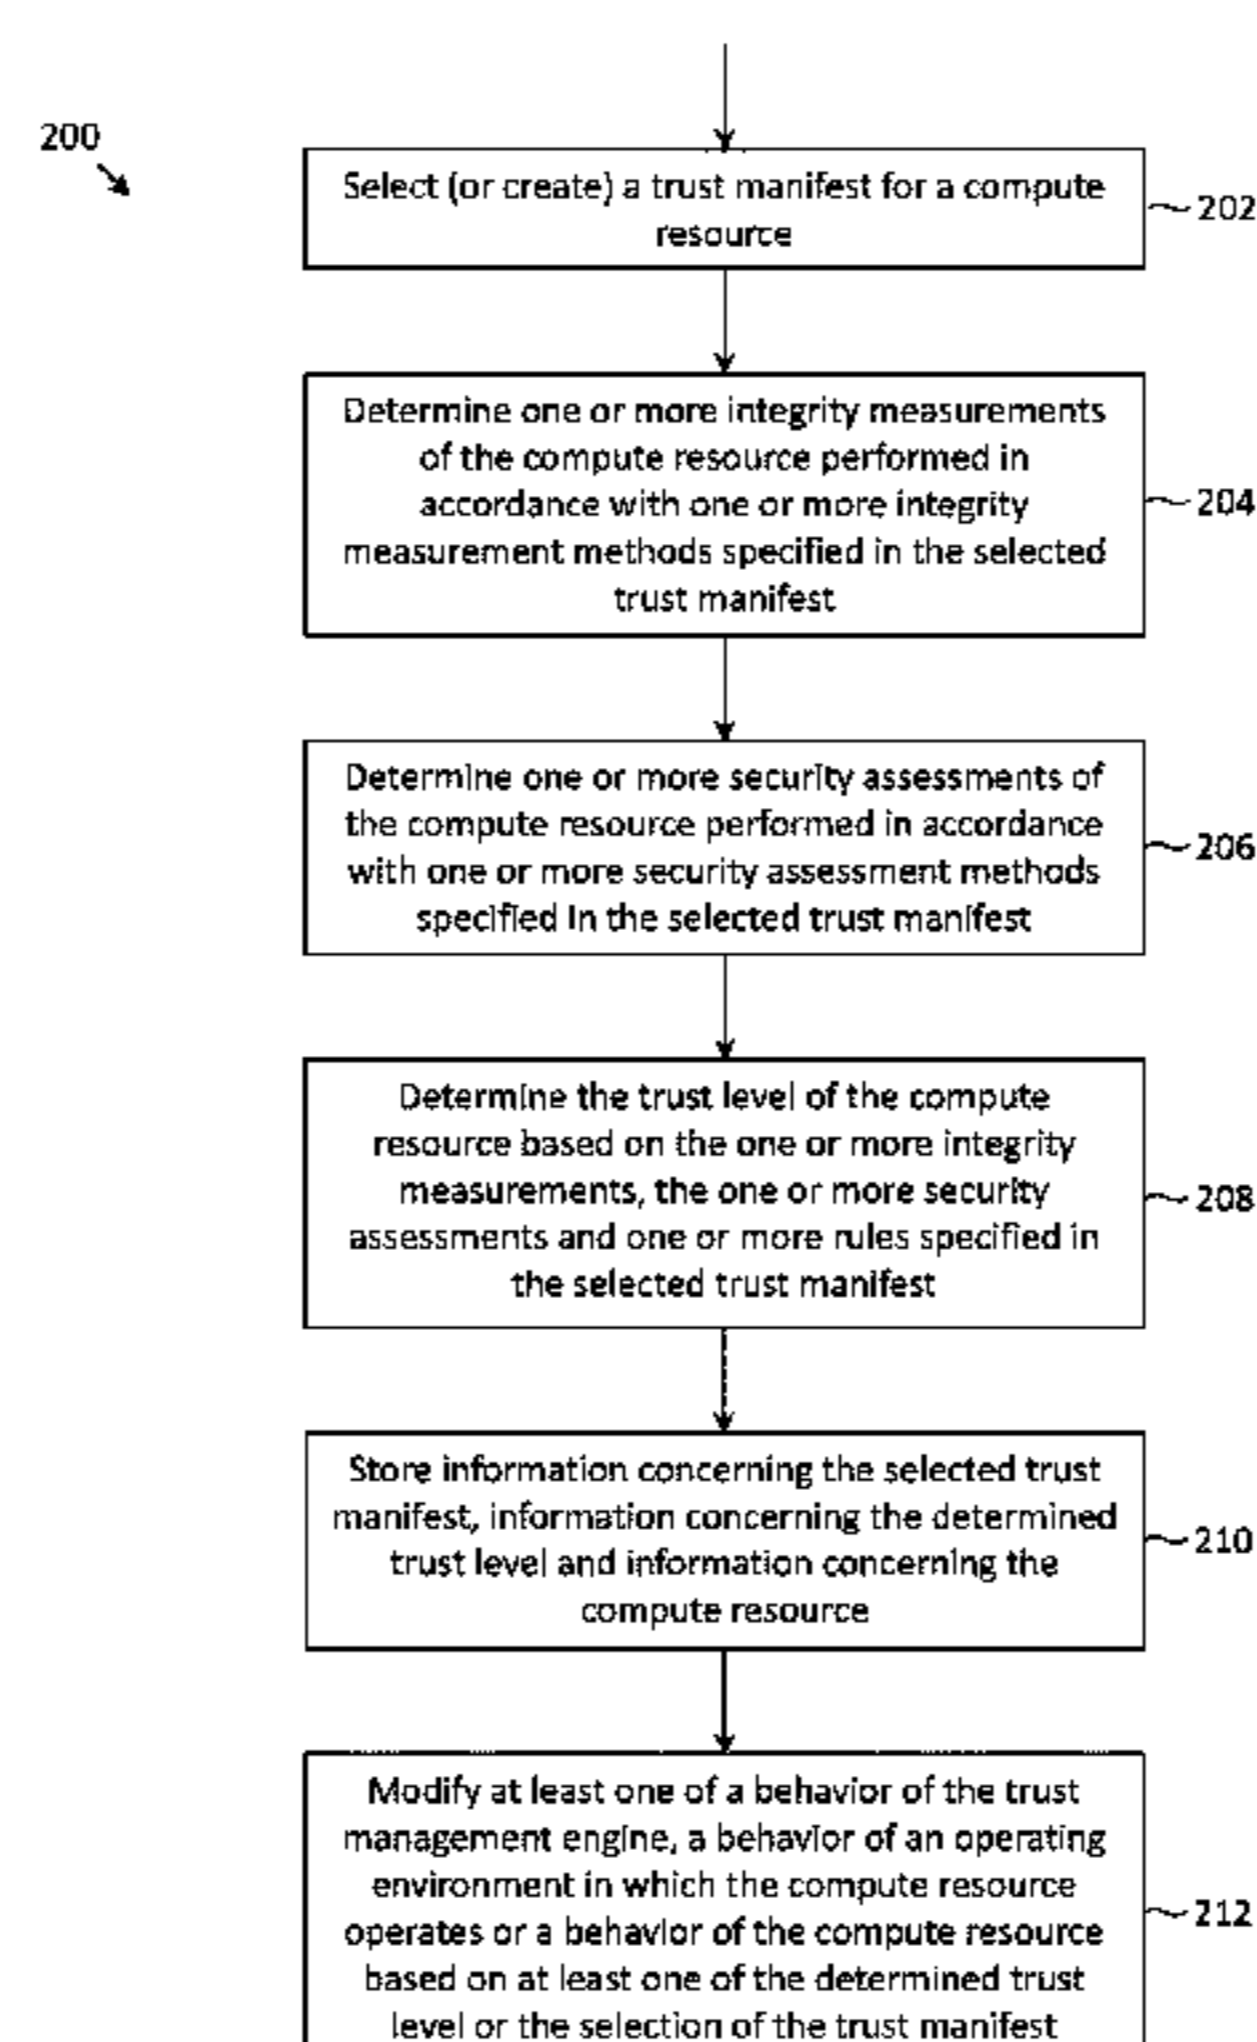 200
Select (or create) a trust manifest for a compute
resource
202
Determine one or more integrity measurements
of the compute resource performed in
accordance with one or more integrity
measurement methods specified in the selected
trust manifest
204
Determine one or more security assessments of
the compute resource performed in accordance
with one or more security assessment methods
specified in the selected trust manifest
206
Determine the trust level of the compute
resource based on the one or more integrity
measurements, the one or more security
assessments and one or more rules specified in
the selected trust manifest
208
Store information concerning the selected trust
manifest, information concerning the determined
trust level and information concerning the
compute resource
210
Modify at least one of a behavior of the trust
management engine, a behavior of an operating
environment in which the compute resource
operates or a behavior of the compute resource
based on at least one of the determined trust
level or the selection of the trust manifest
212